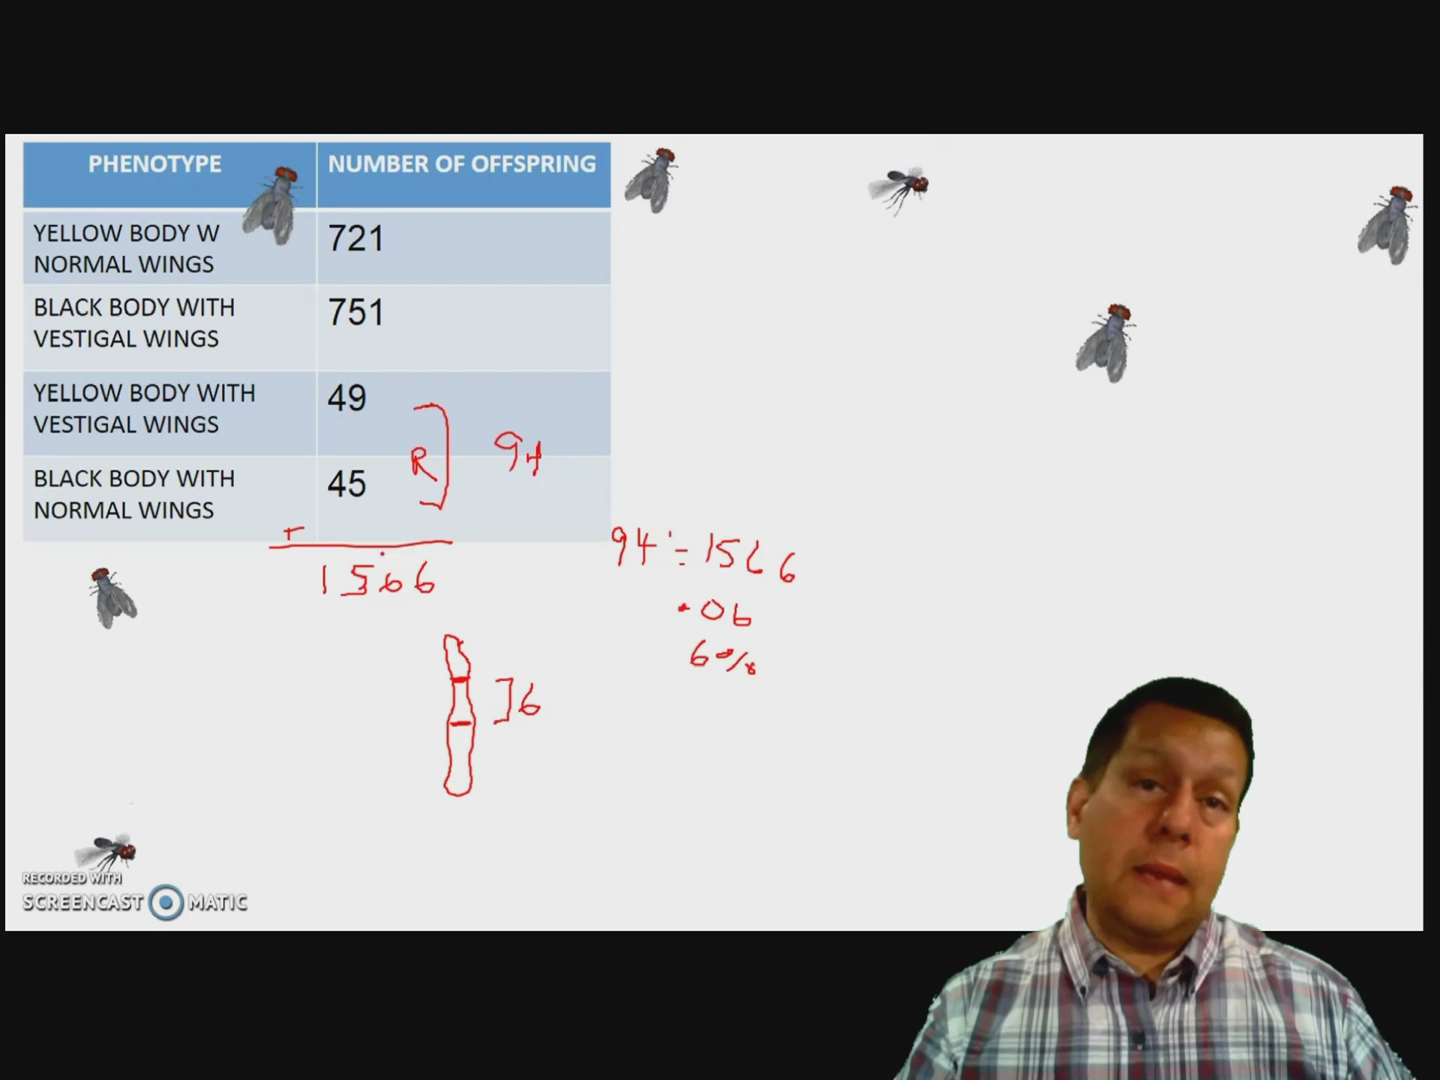 PHENOTYPE
NUMBER OF OFFSPRING
YELLOW BODY W
NORMAL WINGS
721
BLACK BODY WITH
VESTIGAL WINGS
751
YELLOW BODY WITH
VESTIGAL WINGS
49
BLACK BODY WITH
NORMAL WINGS
45
R
94
+
1566
94 ÷ 1566
.06
6%
6
RECORDED WITH
SCREENCAST MATIC